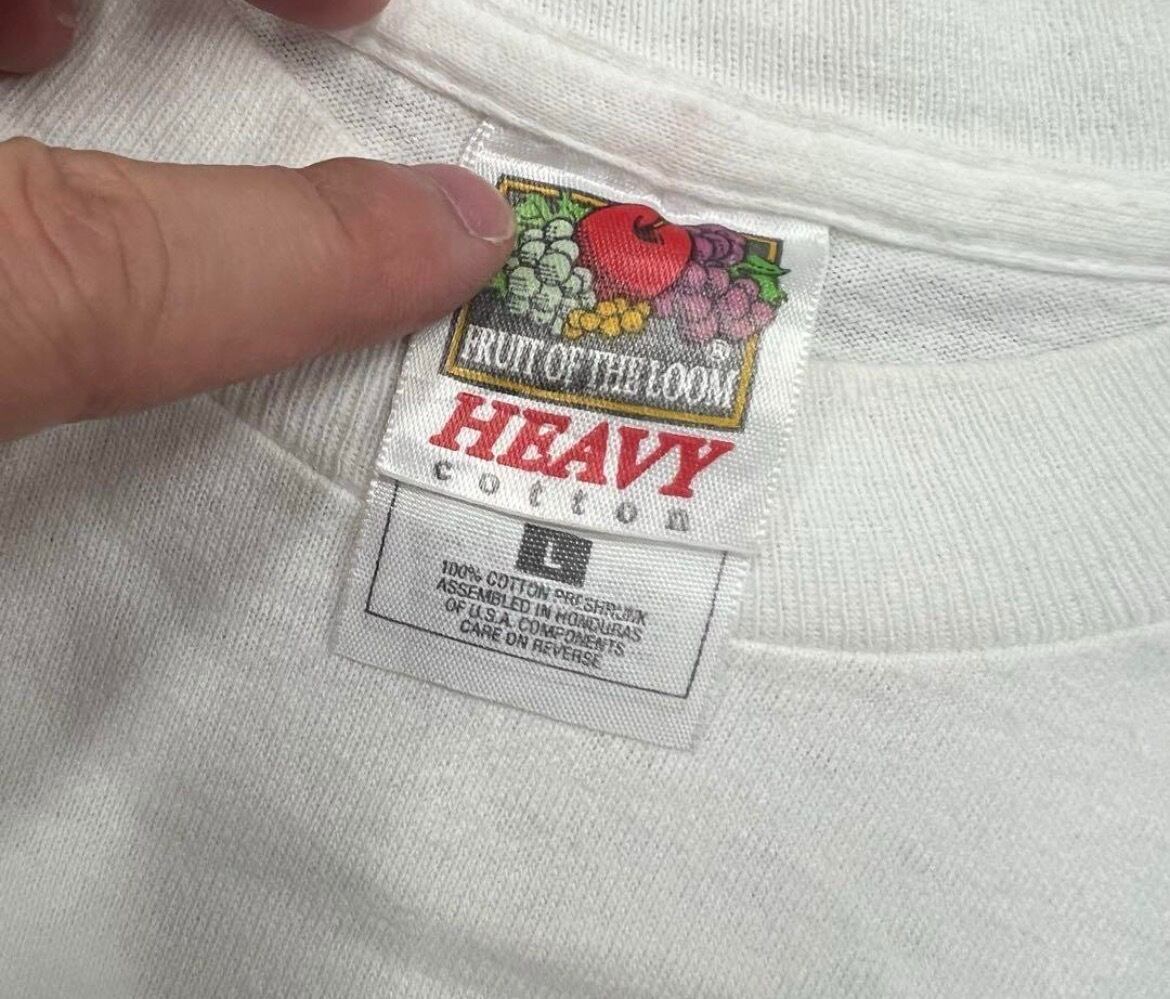 FRUIT OF THE LOOM®
HEAVY
cotton
L
100% COTTON PRESHRUNK
ASSEMBLED IN HONDURAS
OF U.S.A. COMPONENTS
CARE ON REVERSE